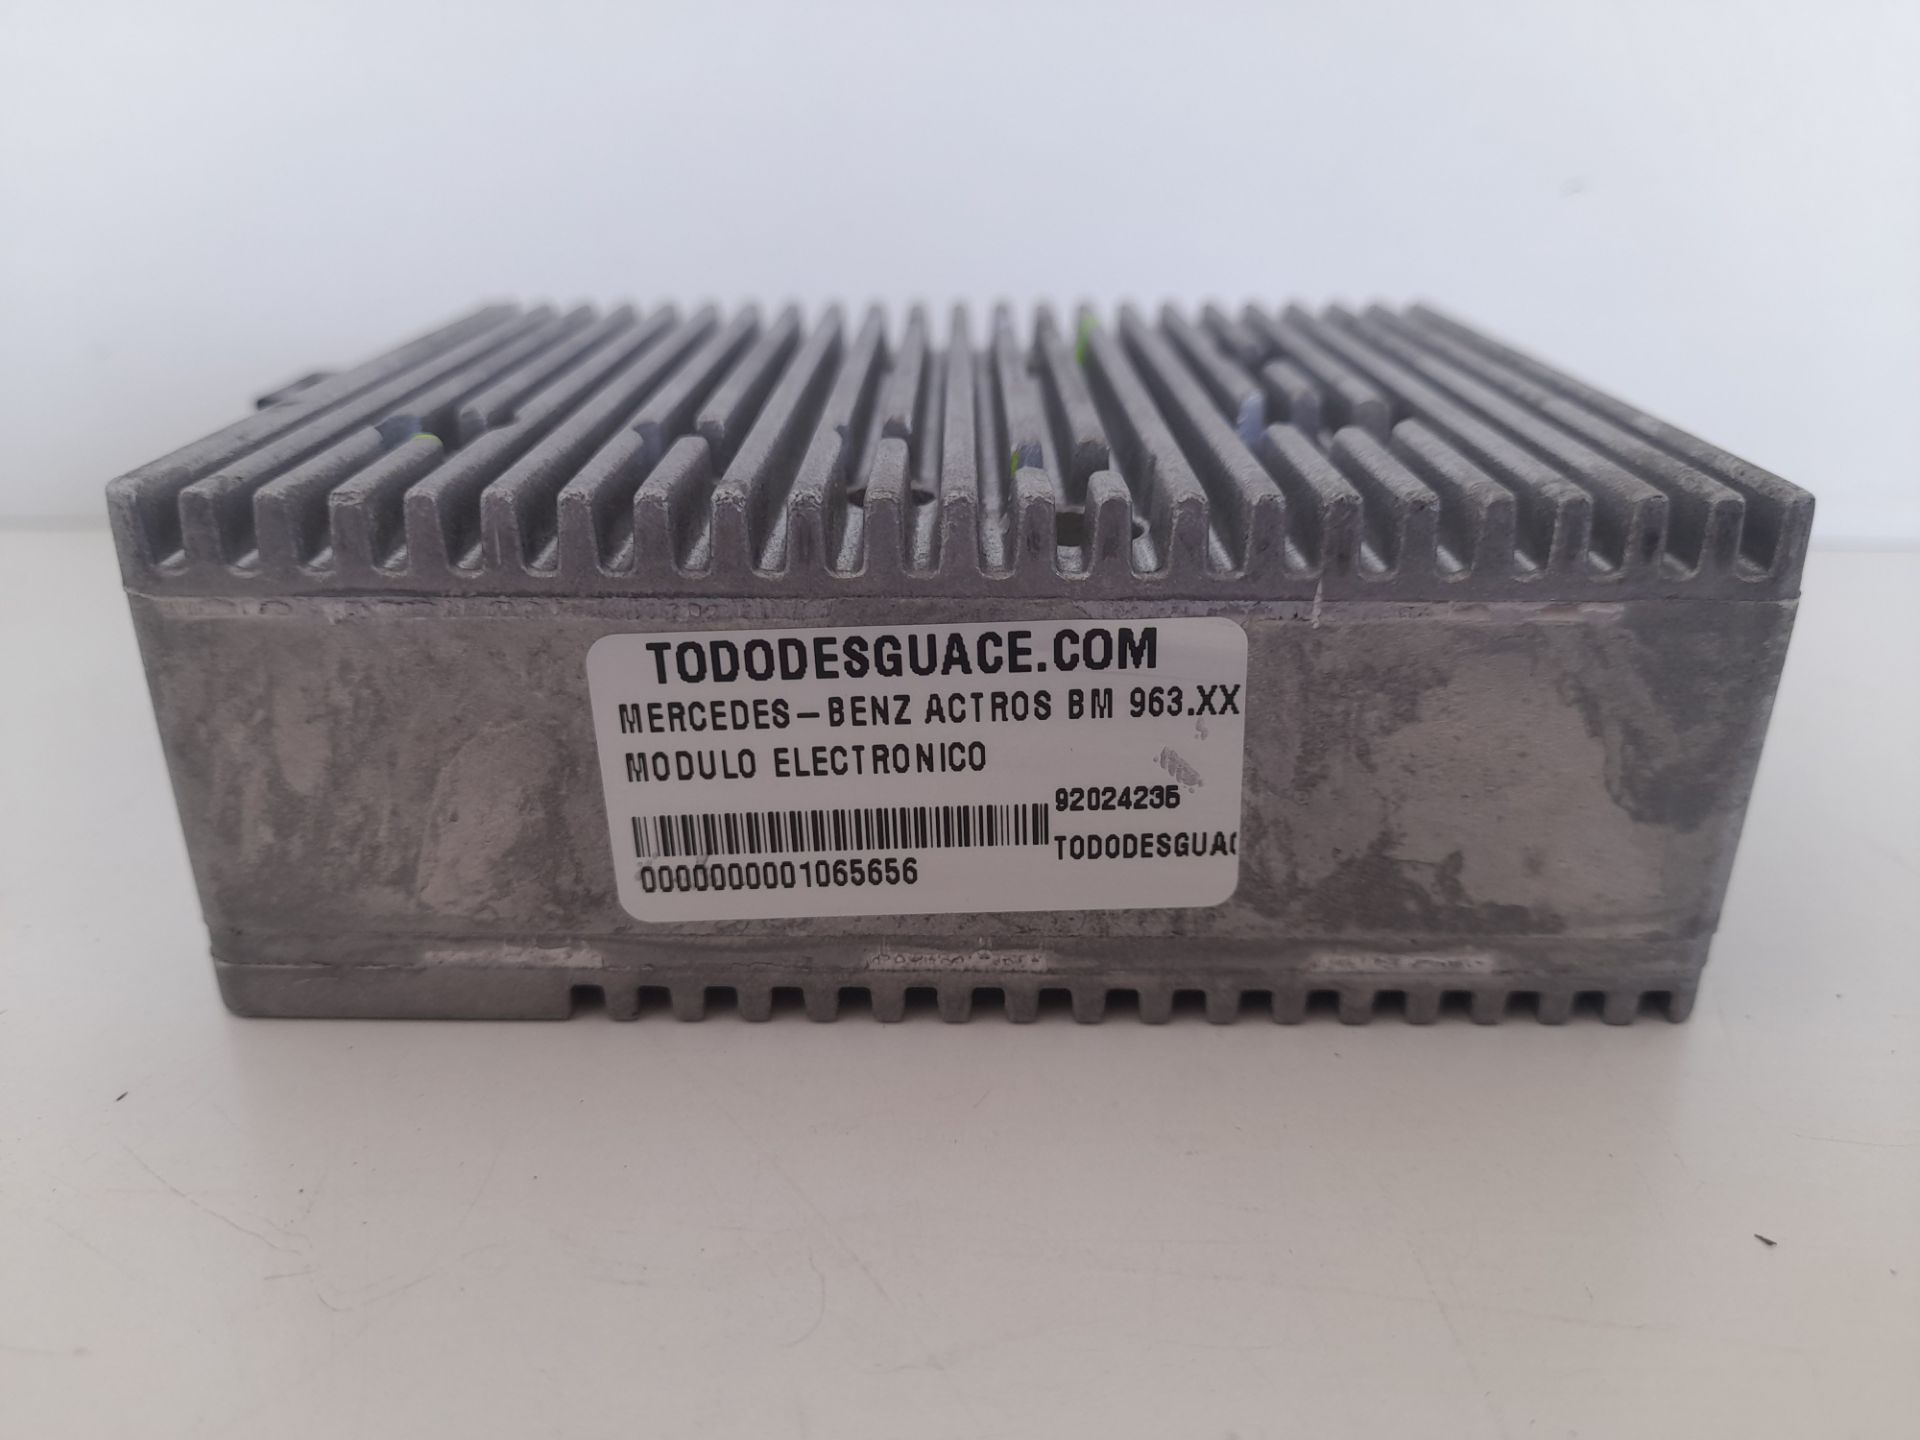 TODODESGUACE.COM
MERCEDES-BENZ ACTROS BM 963.XX
MODULO ELECTRONICO
92024235
TODODESGUAC
0000000001065656